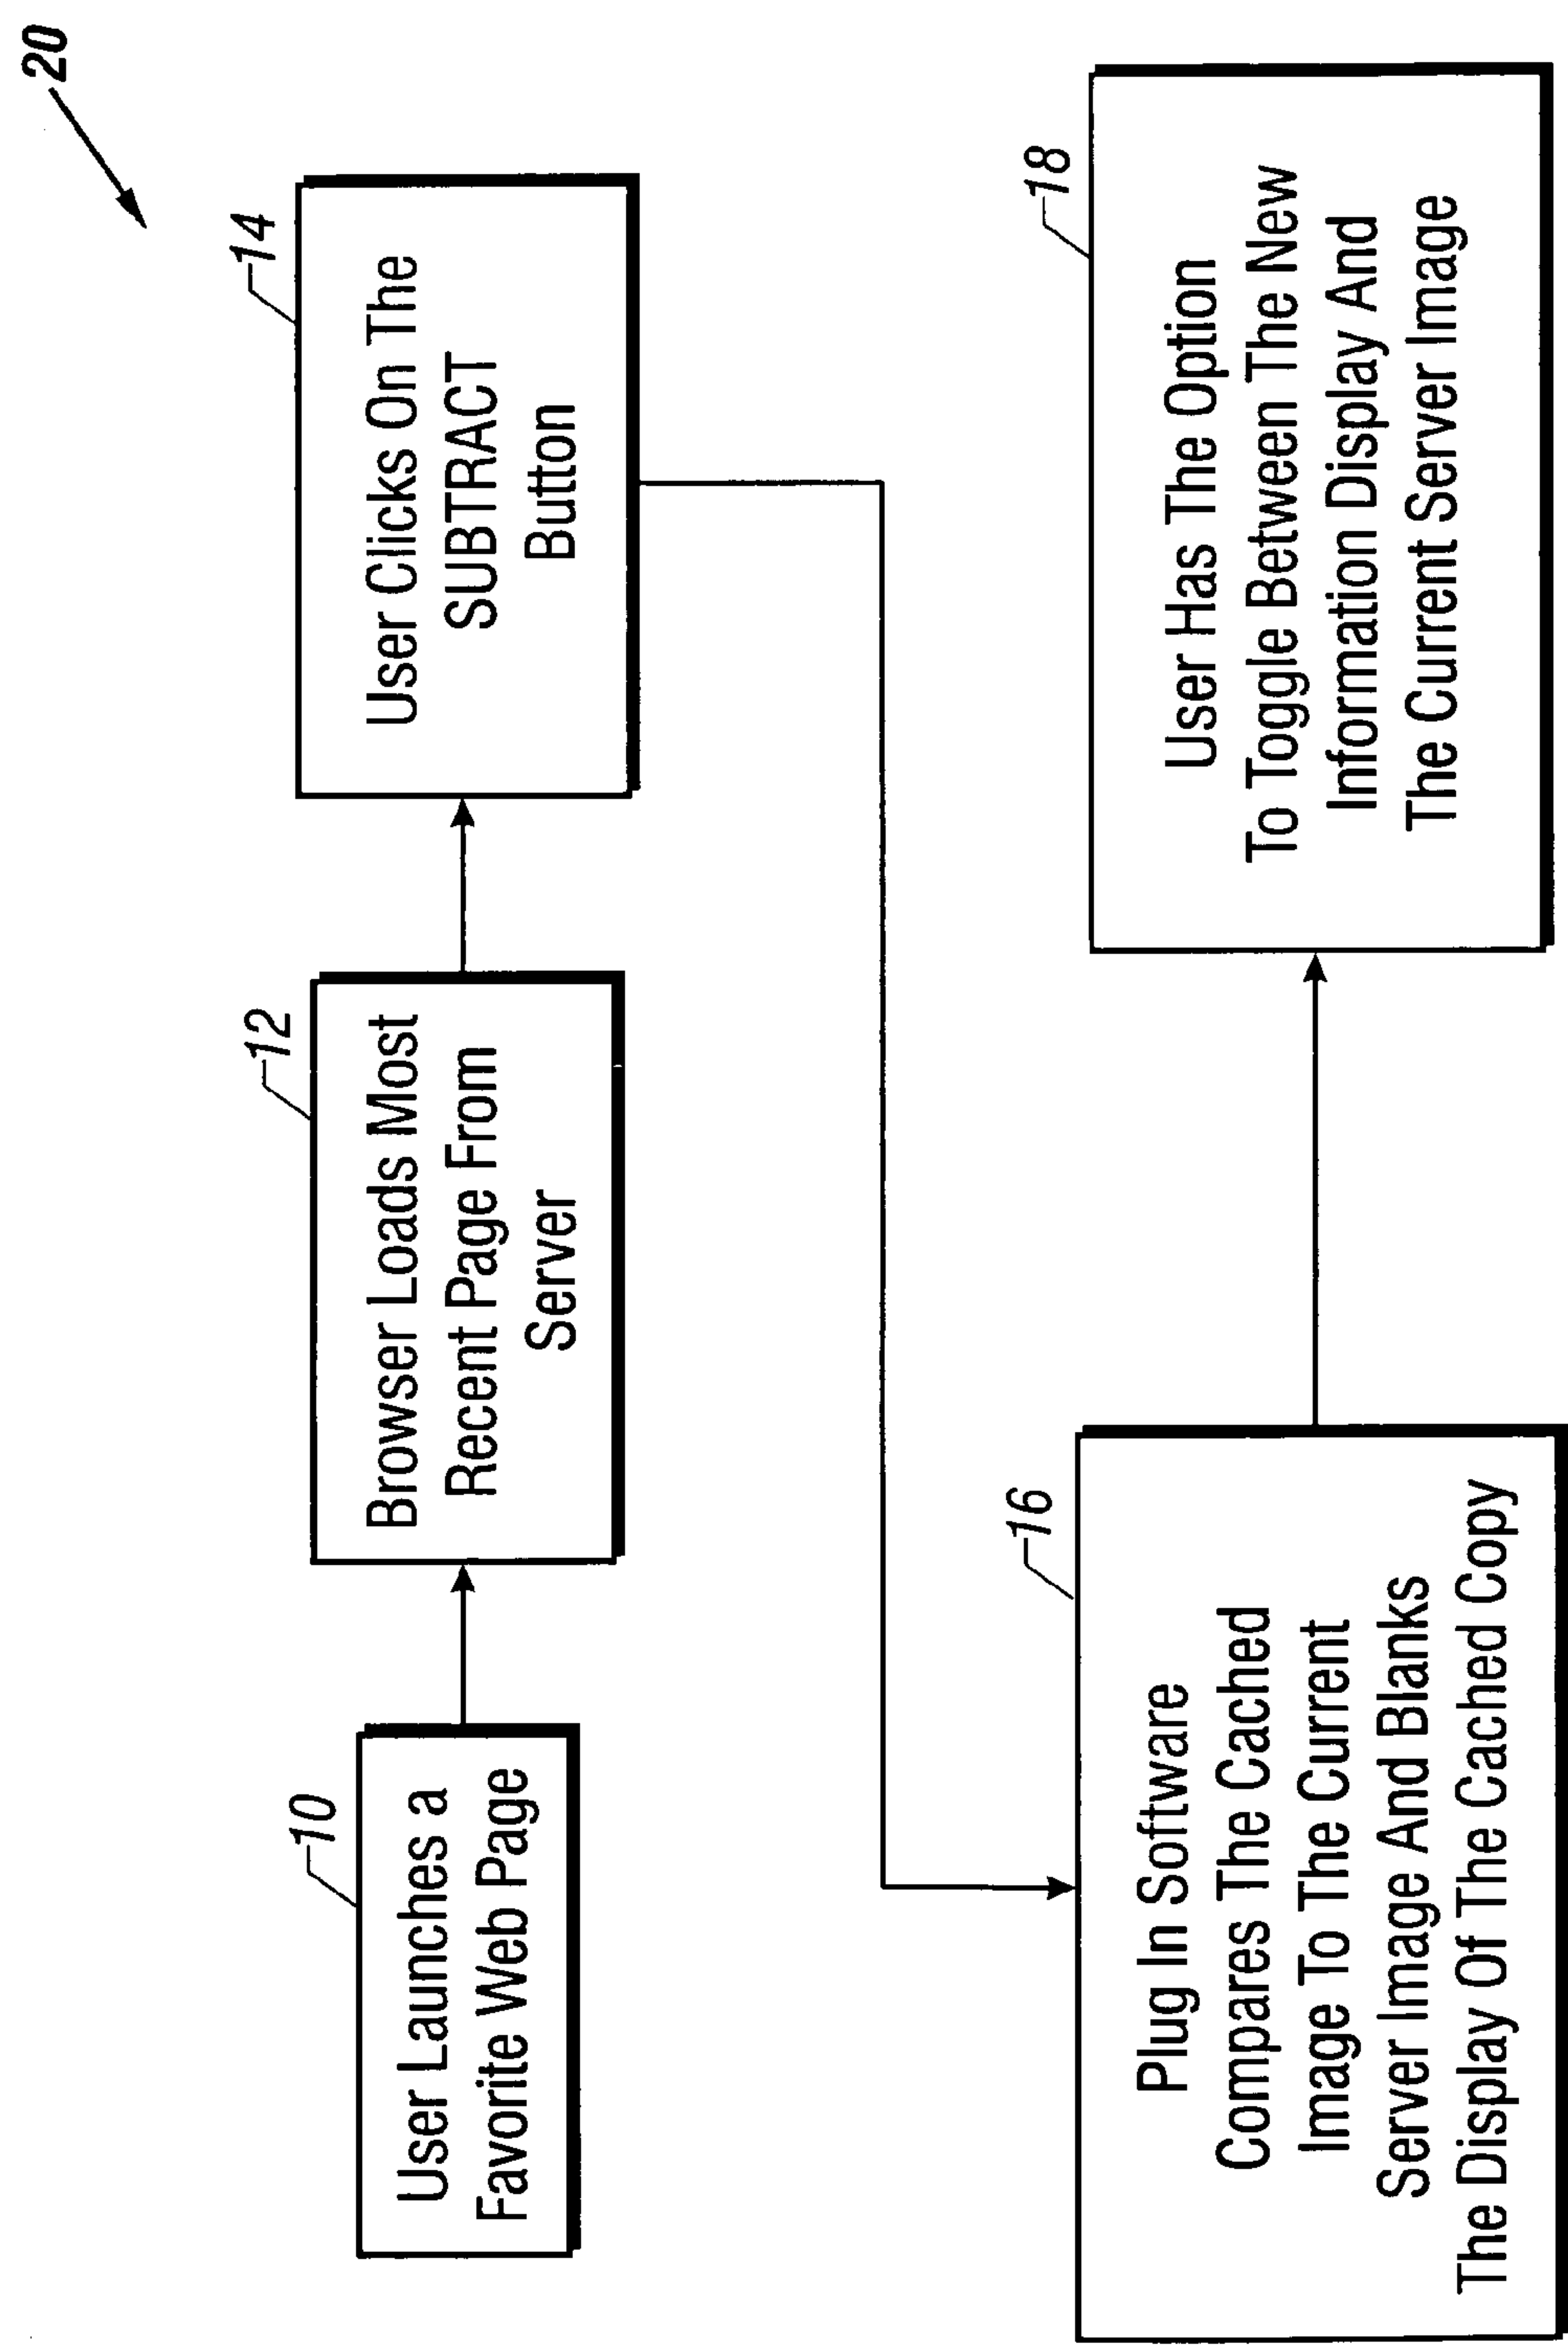 20
10
User Launches a
Favorite Web Page
12
Browser Loads Most
Recent Page From
Server
14
User Clicks On The
SUBTRACT
Button
16
Plug In Software
Compares The Cached
Image To The Current
Server Image And Blanks
The Display Of The Cached Copy
18
User Has The Option
To Toggle Between The New
Information Display And
The Current Server Image